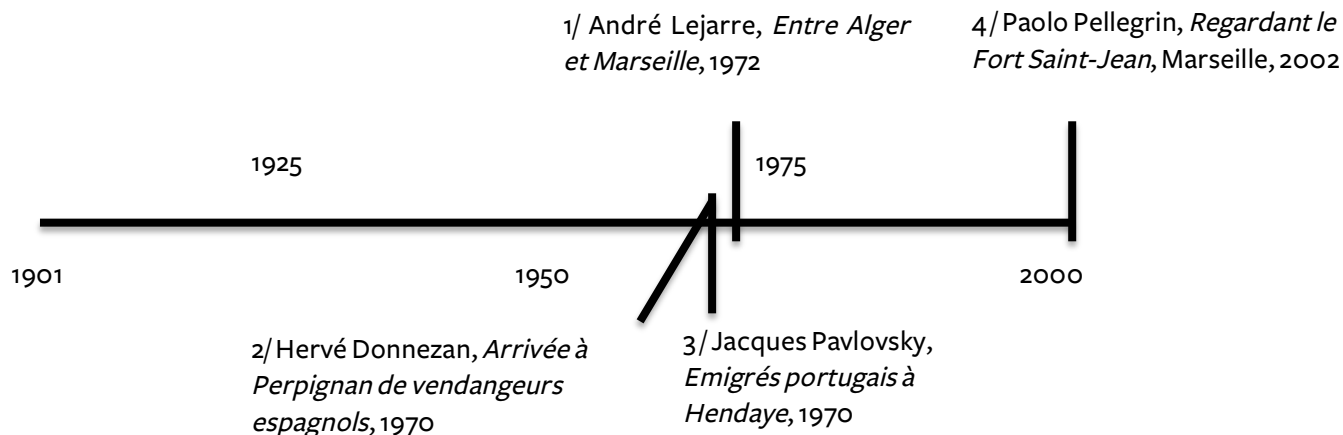 1/ André Lejarre, Entre Alger
et Marseille, 1972
4/ Paolo Pellegrin, Regardant le
Fort Saint-Jean, Marseille, 2002
1925
1975
1901
1950
2000
2/ Hervé Donnezan, Arrivée à
Perpignan de vendangeurs
espagnols, 1970
3/ Jacques Pavlovsky,
Emigrés portugais à
Hendaye, 1970